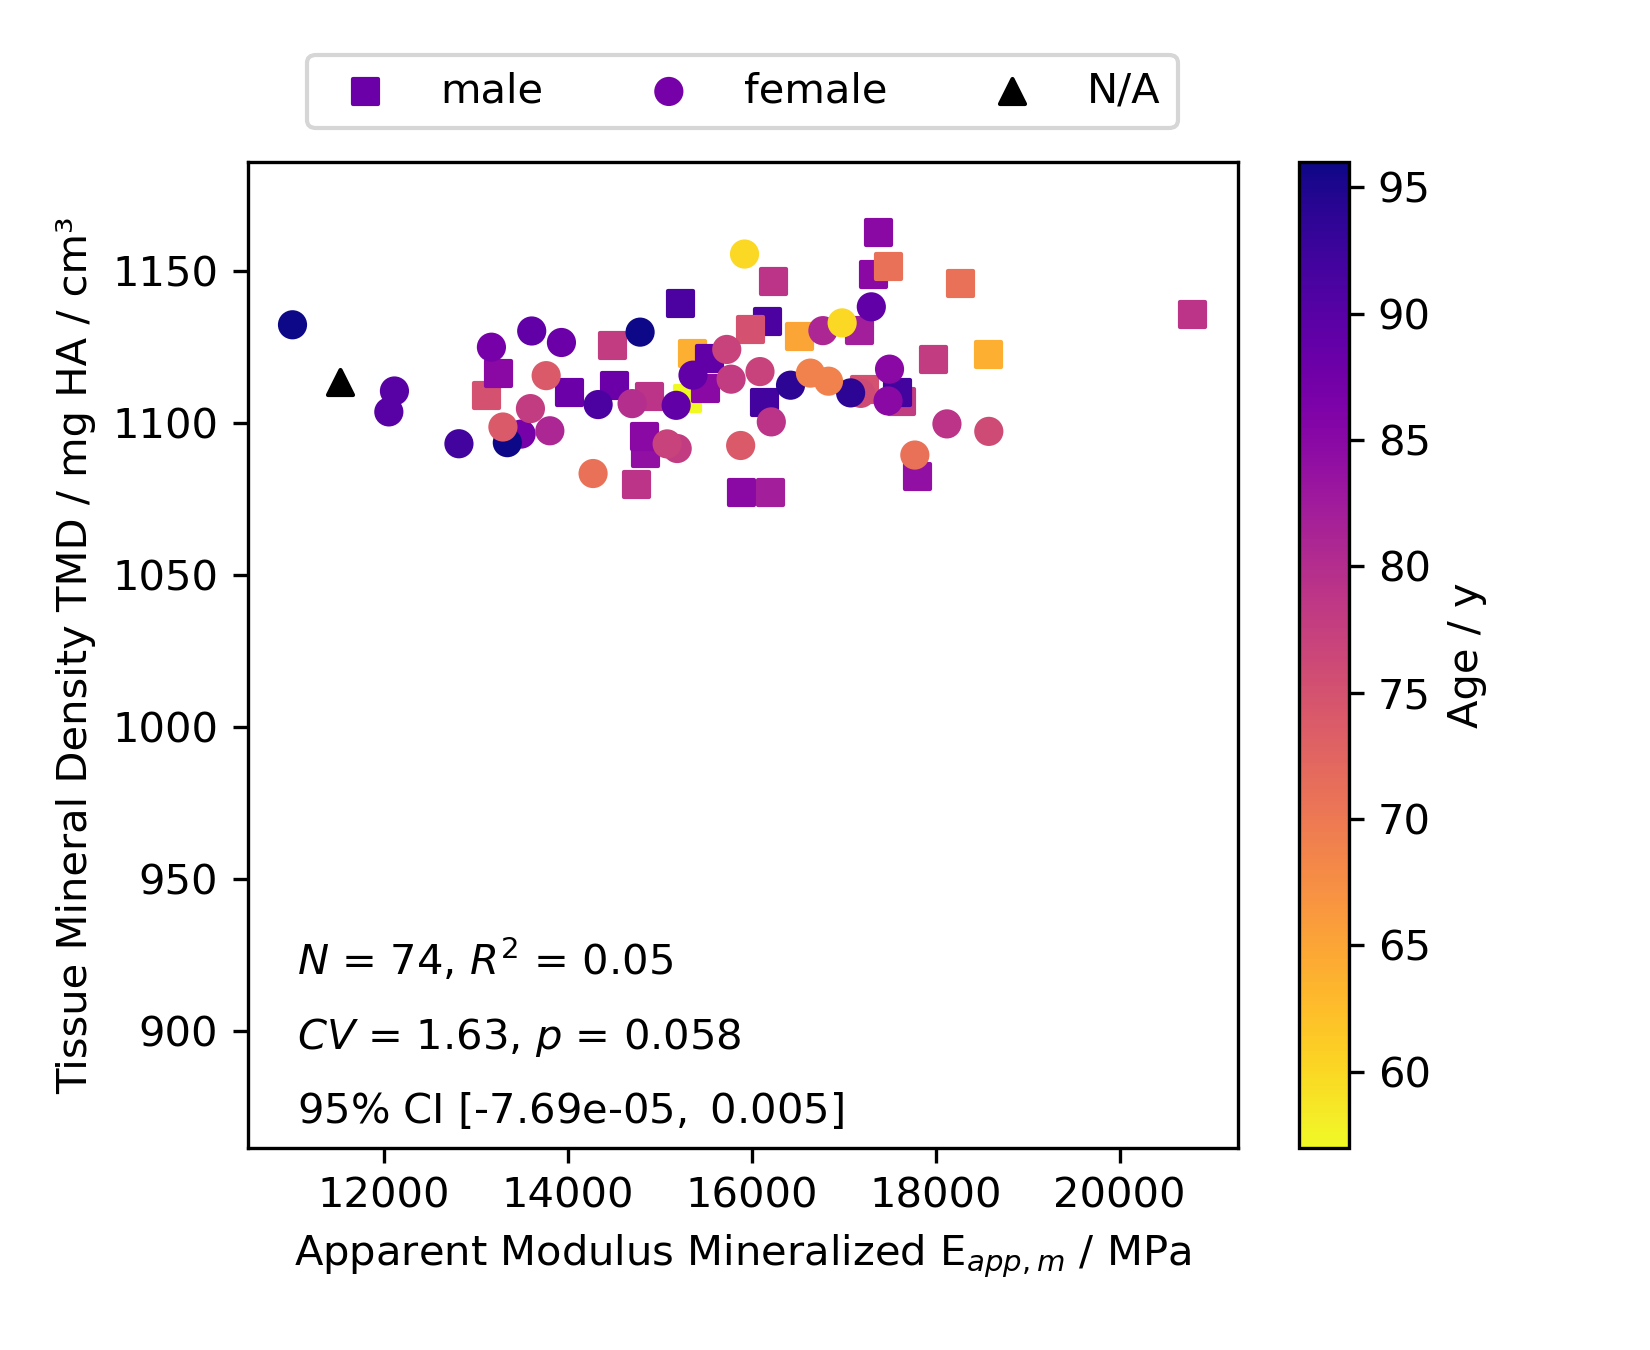 male female N/A
Tissue Mineral Density TMD / mg HA / cm³
1150
1100
1050
1000
950
900
N = 74, R² = 0.05
CV = 1.63, p = 0.058
95% CI [-7.69e-05, 0.005]
12000 14000 16000 18000 20000
Apparent Modulus Mineralized E_app,m / MPa
95
90
85
80
75
70
65
60
Age / y